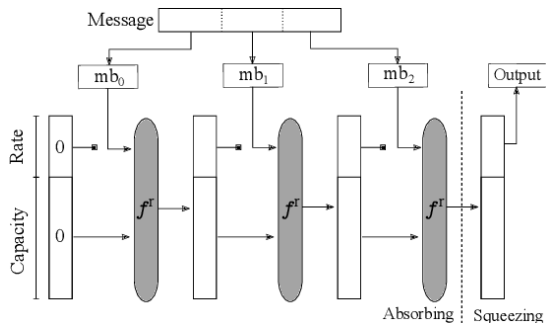 Message
mb₀ mb₁ mb₂ Output
Rate
0
Capacity
0
fʳ fʳ fʳ
Absorbing Squeezing